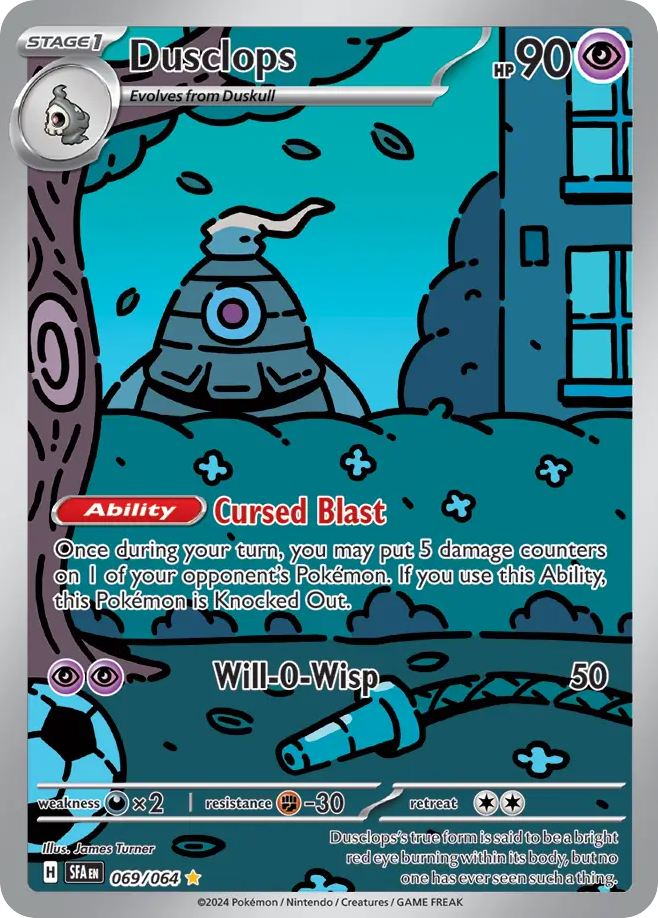 STAGE1
Dusclops
HP 90
Evolves from Duskull
Ability Cursed Blast
Once during your turn, you may put 5 damage counters
on 1 of your opponent's Pokémon. If you use this Ability,
this Pokémon is Knocked Out.
Will-O-Wisp 50
weakness ×2 resistance -30 retreat
Illus. James Turner
Dusclops's true form is said to be a bright
red eye burning within its body, but no
one has ever seen such a thing.
H SFA EN 069/064
©2024 Pokémon / Nintendo / Creatures / GAME FREAK